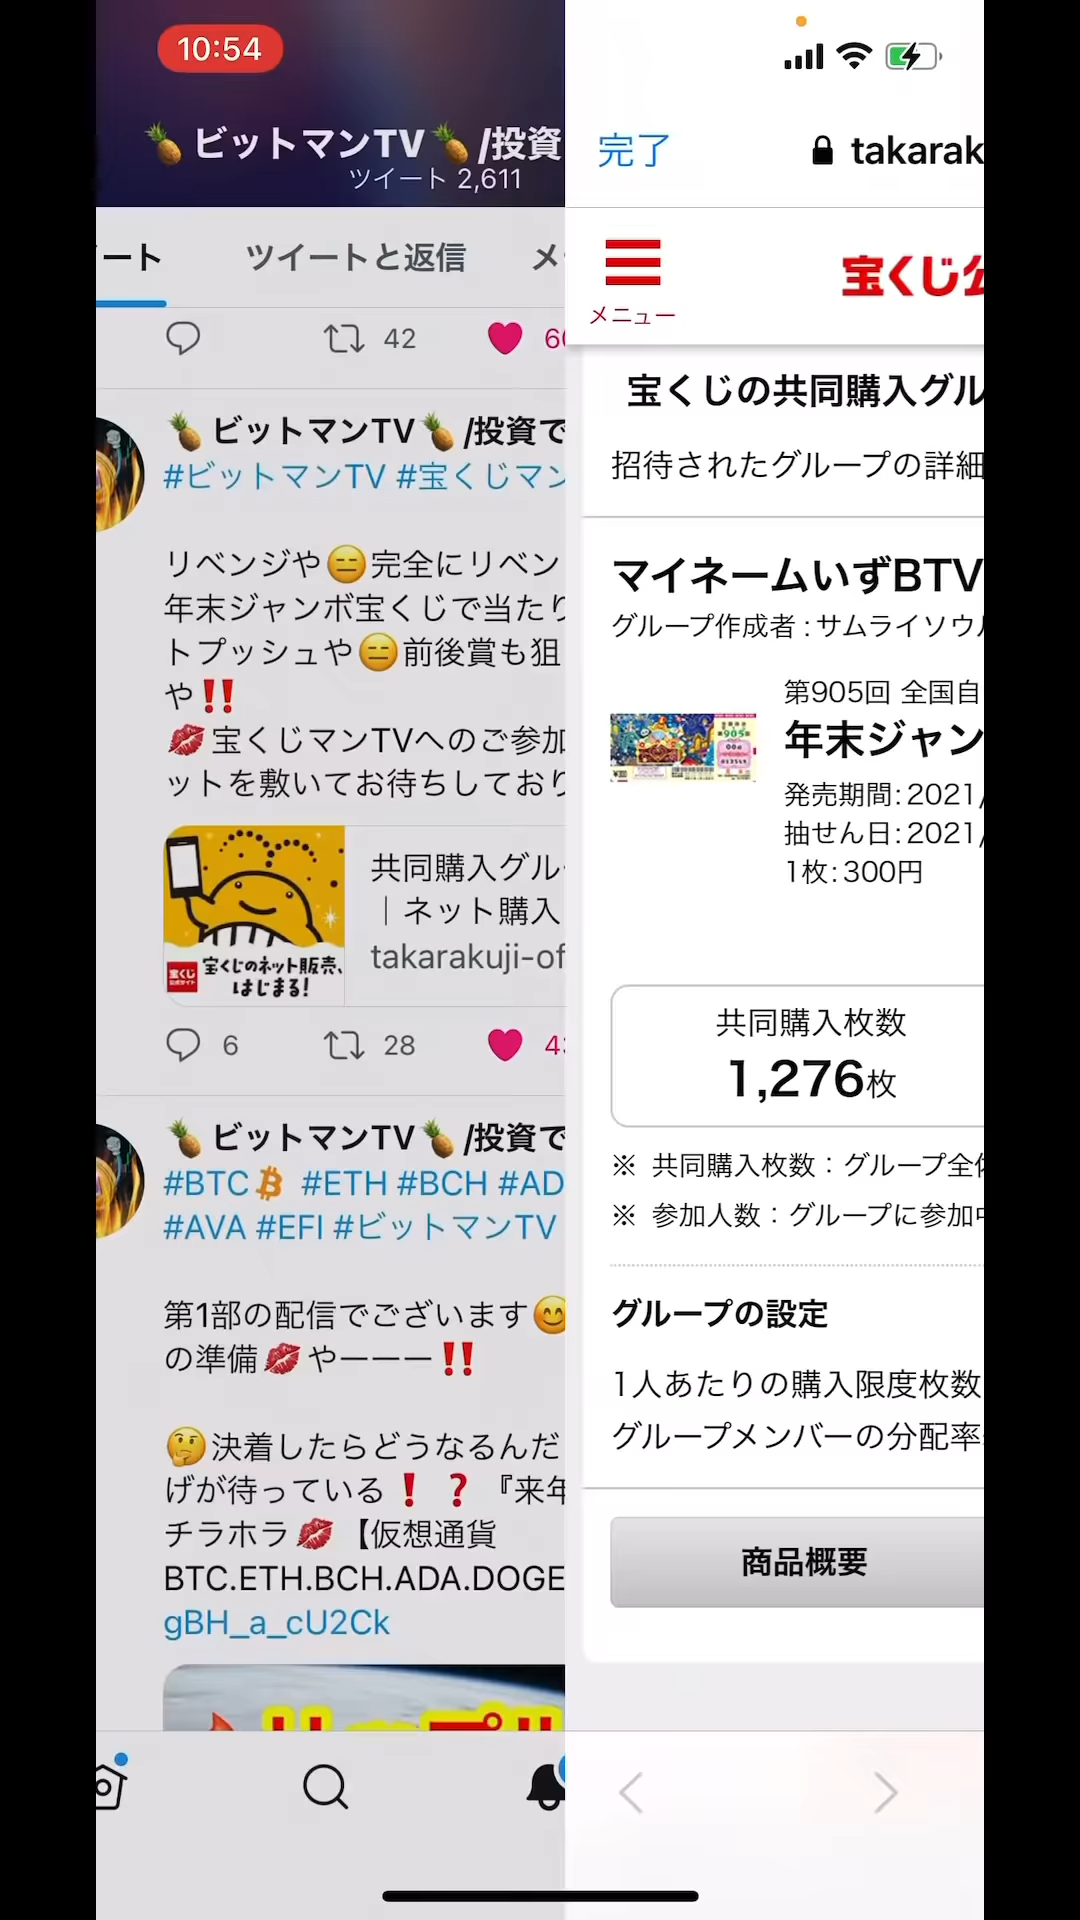 10:54
🍍 ビットマンTV🍍 /投資
ツイート 2,611
ート ツイートと返信 メ
42
🍍 ビットマンTV🍍 /投資で
#ビットマンTV #宝くじマン
リベンジや😑完全にリベン
年末ジャンボ宝くじで当たり
トプッシュや😑前後賞も狙
や‼️
💋宝くじマンTVへのご参加
ットを敷いてお待ちしており
宝くじのネット販売、
はじまる!
宝くじ
公式サイト
共同購入グル
｜ネット購入
takarakuji-of
6 28
🍍 ビットマンTV🍍 /投資で
#BTC #ETH #BCH #AD
#AVA #EFI #ビットマンTV
第1部の配信でございます😊
の準備💋やーーー‼️
🤔決着したらどうなるんだ
げが待っている❗❓『来年
チラホラ💋【仮想通貨
BTC.ETH.BCH.ADA.DOGE
gBH_a_cU2Ck
完了
takarak
メニュー
宝くじ公
宝くじの共同購入グル
招待されたグループの詳細
マイネームいずBTV
グループ作成者 : サムライソウル
第905回 全国自
年末ジャン
発売期間: 2021/
抽せん日: 2021/
1枚: 300円
共同購入枚数
1,276枚
※ 共同購入枚数：グループ全体
※ 参加人数：グループに参加中
グループの設定
1人あたりの購入限度枚数
グループメンバーの分配率
商品概要